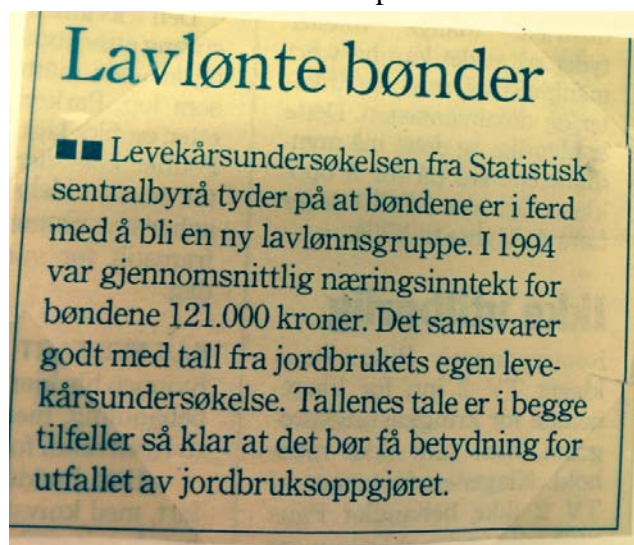 Lavlønte bønder
■■ Levekårsundersøkelsen fra Statistisk
sentralbyrå tyder på at bøndene er i ferd
med å bli en ny lavlønnsgruppe. I 1994
var gjennomsnittlig næringsinntekt for
bøndene 121.000 kroner. Det samsvarer
godt med tall fra jordbrukets egen leve-
kårsundersøkelse. Tallenes tale er i begge
tilfeller så klar at det bør få betydning for
utfallet av jordbruksoppgjøret.